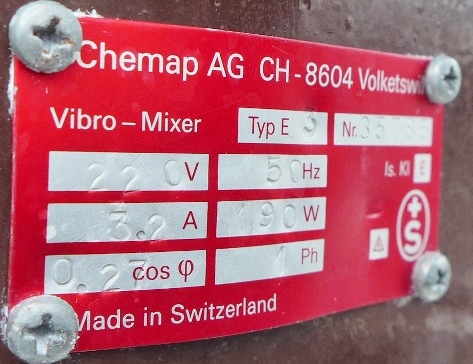 Chemap AG CH-8604 Volketsw
Vibro-Mixer Typ E 3 Nr.
220V 50Hz Is. Kl E
3.2 A 190 W +S
0.27 cos φ 1 Ph
Made in Switzerland